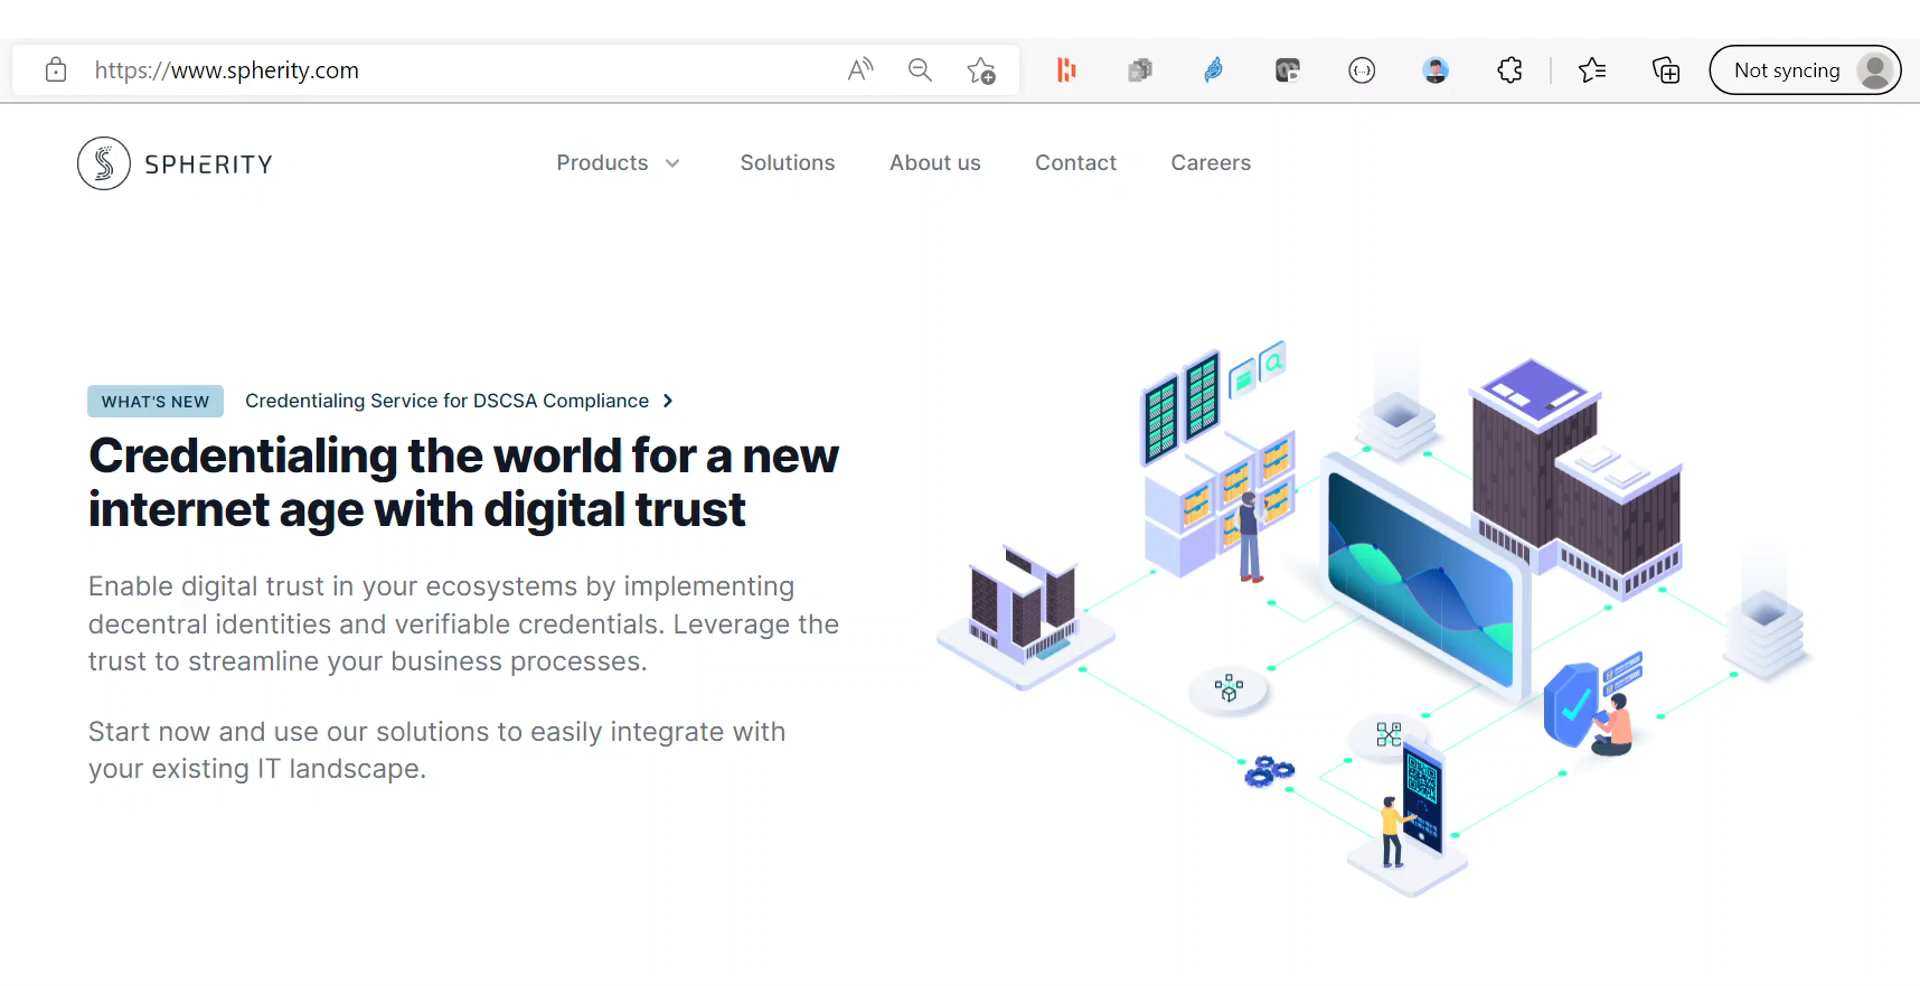 https://www.spherity.com
Not syncing
SPHERITY
Products
Solutions
About us
Contact
Careers
WHAT'S NEW
Credentialing Service for DSCSA Compliance
Credentialing the world for a new
internet age with digital trust
Enable digital trust in your ecosystems by implementing
decentral identities and verifiable credentials. Leverage the
trust to streamline your business processes.
Start now and use our solutions to easily integrate with
your existing IT landscape.